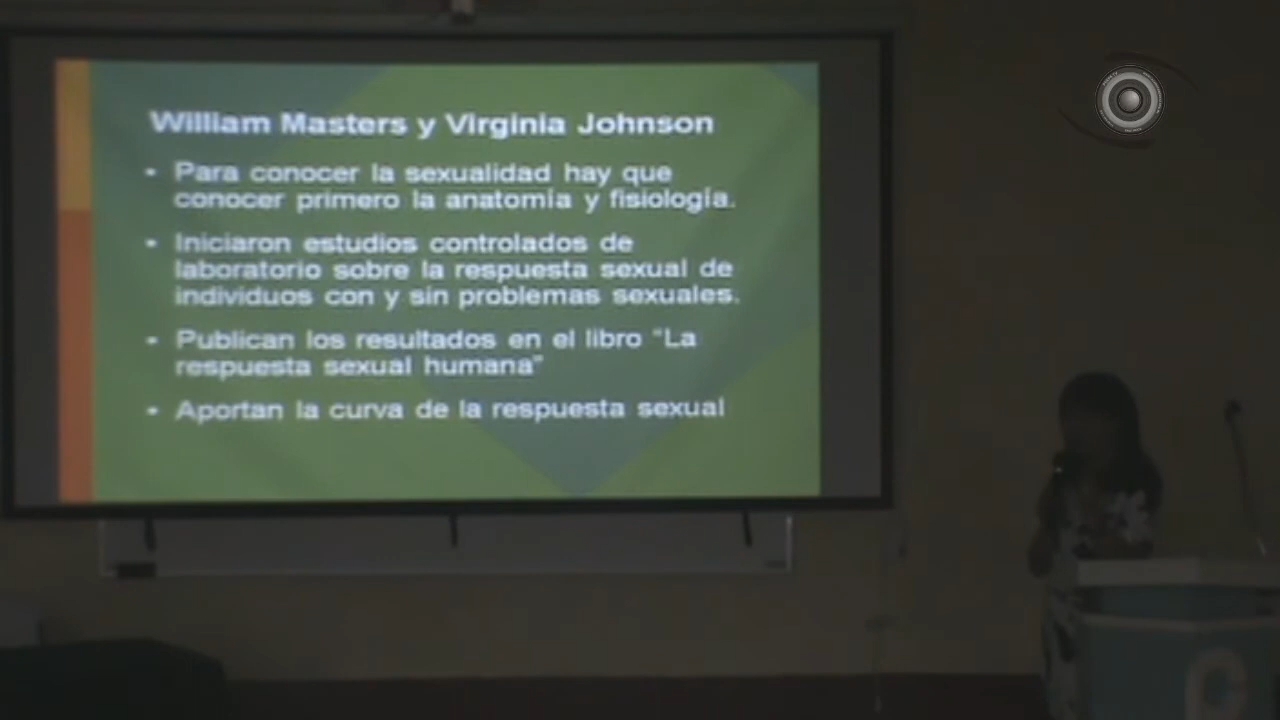 William Masters y Virginia Johnson
• Para conocer la sexualidad hay que
conocer primero la anatomía y fisiología.
• Iniciaron estudios controlados de
laboratorio sobre la respuesta sexual de
individuos con y sin problemas sexuales.
• Publican los resultados en el libro "La
respuesta sexual humana"
• Aportan la curva de la respuesta sexual